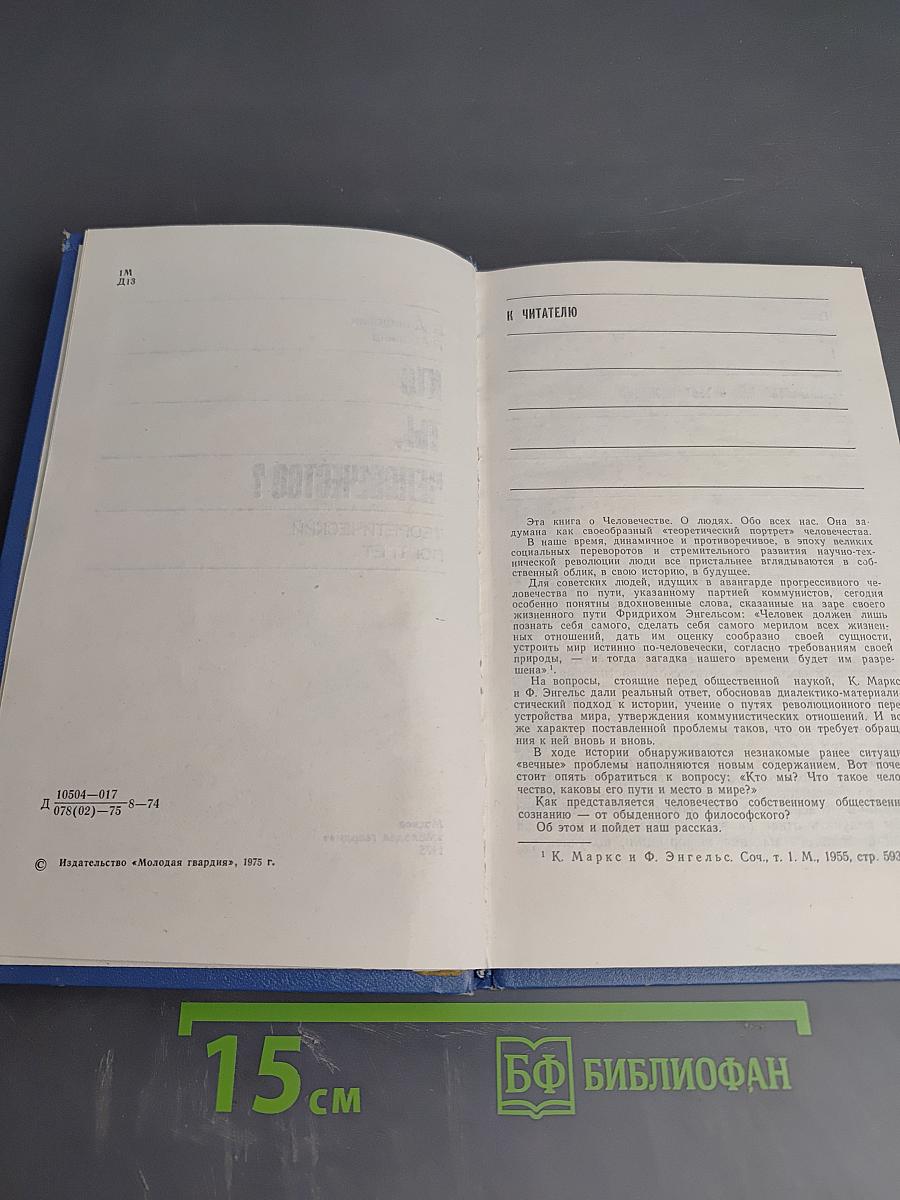 1М
Д13
Д 10504—017
078(02)—75 8—74
© Издательство «Молодая гвардия», 1975 г.
К ЧИТАТЕЛЮ
Эта книга о Человечестве. О людях. Обо всех нас. Она за-
думана как своеобразный «теоретический портрет» человечества.
В наше время, динамичное и противоречивое, в эпоху великих
социальных переворотов и стремительного развития научно-тех-
нической революции люди все пристальнее вглядываются в соб-
ственный облик, в свою историю, в будущее.
Для советских людей, идущих в авангарде прогрессивного че-
ловечества по пути, указанному партией коммунистов, сегодня
особенно понятны вдохновенные слова, сказанные на заре своего
жизненного пути Фридрихом Энгельсом: «Человек должен лишь
познать себя самого, сделать себя самого мерилом всех жизнен-
ных отношений, дать им оценку сообразно своей сущности,
устроить мир истинно по-человечески, согласно требованиям своей
природы, — и тогда загадка нашего времени будет им разре-
шена» ¹.
На вопросы, стоящие перед общественной наукой, К. Маркс
и Ф. Энгельс дали реальный ответ, обосновав диалектико-материали
стический подход к истории, учение о путях революционного пере
устройства мира, утверждения коммунистических отношений. И вс
же характер поставленной проблемы таков, что он требует обращ
ния к ней вновь и вновь.
В ходе истории обнаруживаются незнакомые ранее ситуаци
«вечные» проблемы наполняются новым содержанием. Вот поче
стоит опять обратиться к вопросу: «Кто мы? Что такое чело
чество, каковы его пути и место в мире?»
Как представляется человечество собственному обществен
сознанию — от обыденного до философского?
Об этом и пойдет наш рассказ.
¹ К. Маркс и Ф. Энгельс. Соч., т. 1. М., 1955, стр. 593
15 см
БФ БИБЛИОФАН